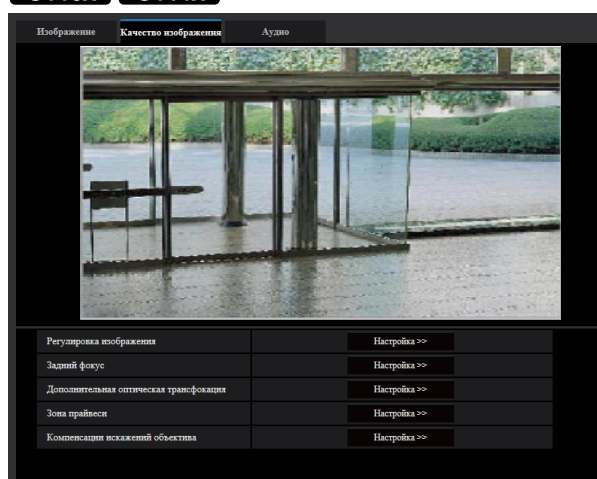 Изображение Качество изображения Аудио
Регулировка изображения Настройка >>
Задний фокус Настройка >>
Дополнительная оптическая трансфокация Настройка >>
Зона прайвеси Настройка >>
Компенсации искажений объектива Настройка >>